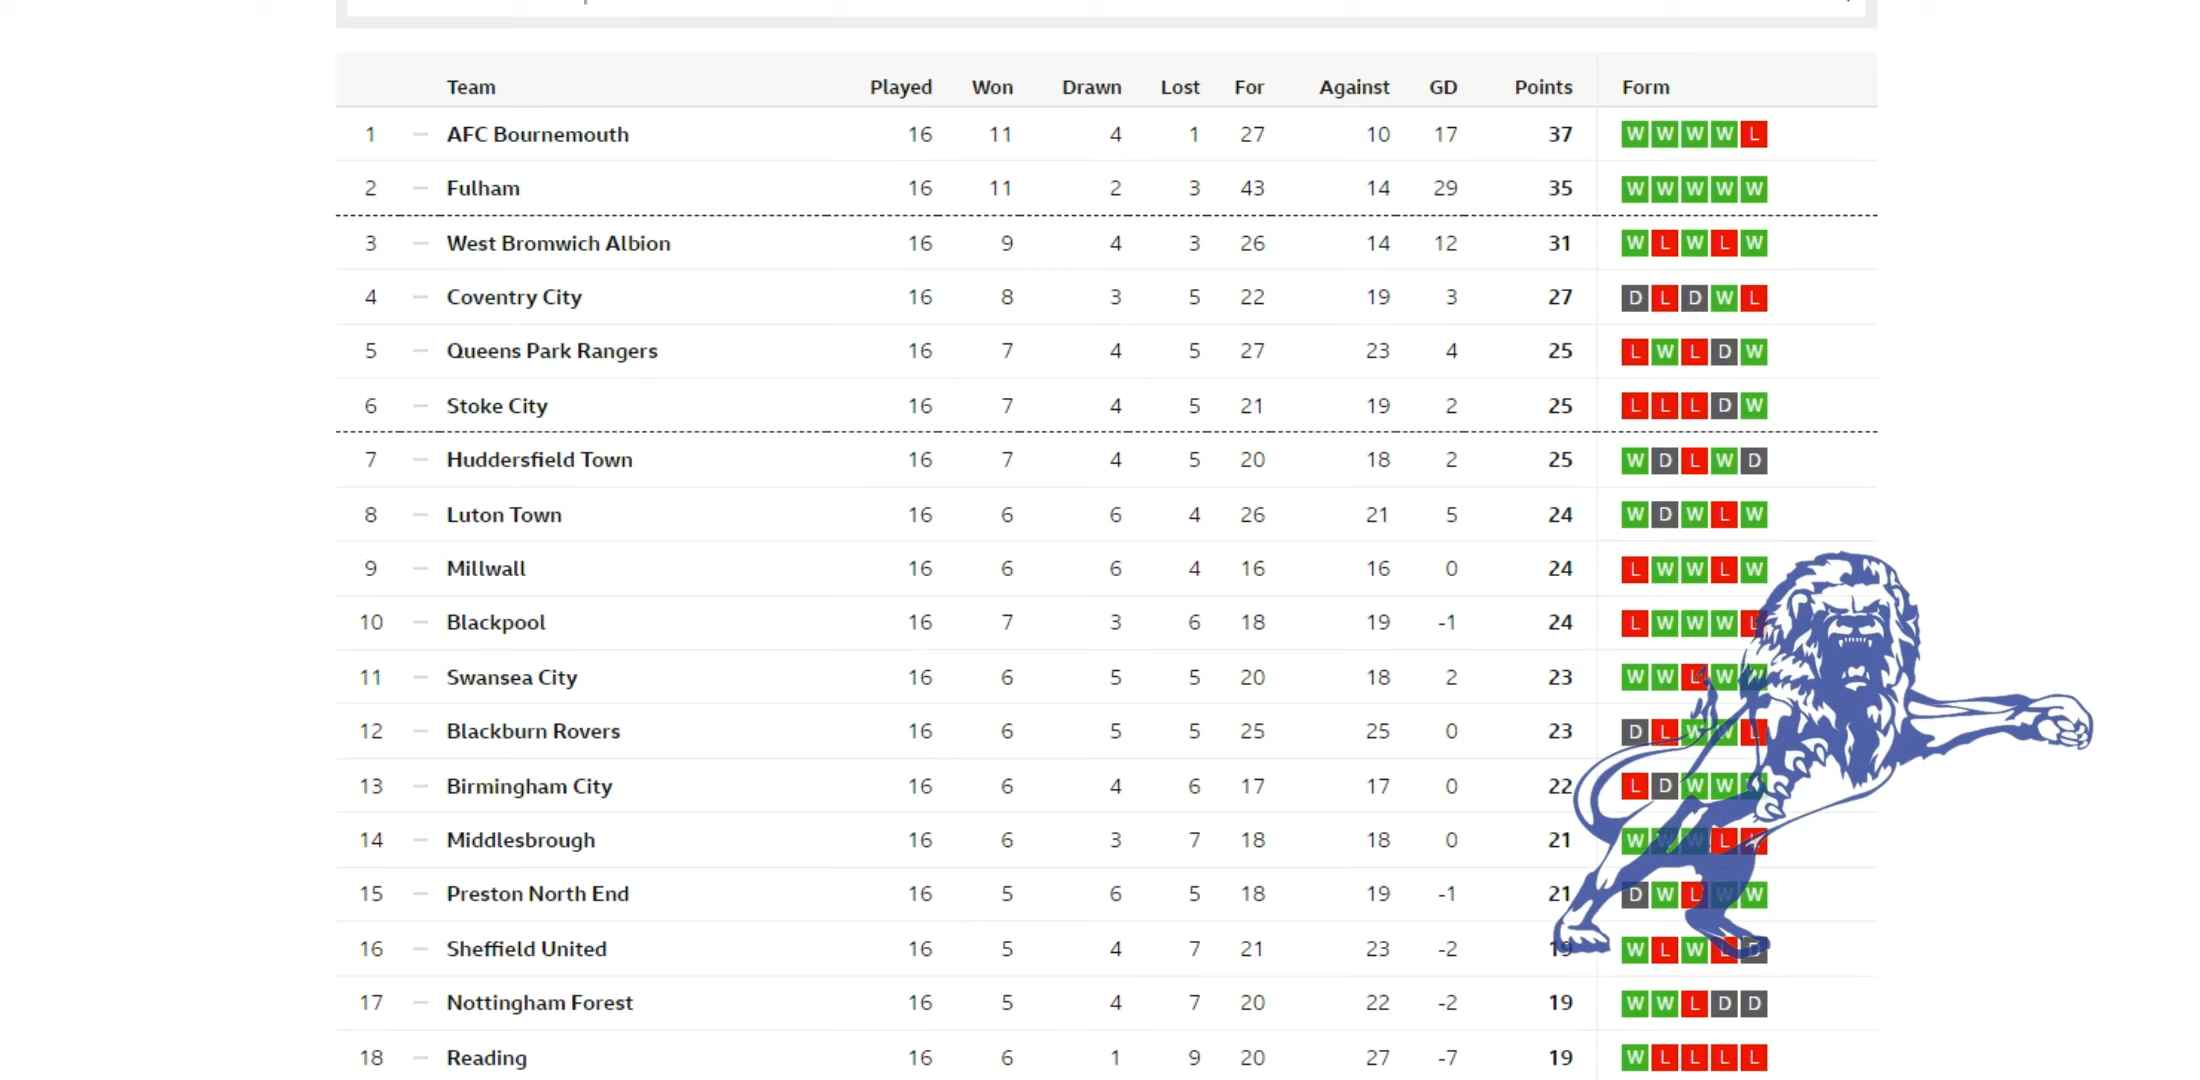 Team Played Won Drawn Lost For Against GD Points Form
1 — AFC Bournemouth 16 11 4 1 27 10 17 37 W W W W L
2 — Fulham 16 11 2 3 43 14 29 35 W W W W W
3 — West Bromwich Albion 16 9 4 3 26 14 12 31 W L W L W
4 — Coventry City 16 8 3 5 22 19 3 27 D L D W L
5 — Queens Park Rangers 16 7 4 5 27 23 4 25 L W L D W
6 — Stoke City 16 7 4 5 21 19 2 25 L L L D W
7 — Huddersfield Town 16 7 4 5 20 18 2 25 W D L W D
8 — Luton Town 16 6 6 4 26 21 5 24 W D W L W
9 — Millwall 16 6 6 4 16 16 0 24 L W W L W
10 — Blackpool 16 7 3 6 18 19 -1 24 L W W W L
11 — Swansea City 16 6 5 5 20 18 2 23 W W L W W
12 — Blackburn Rovers 16 6 5 5 25 25 0 23 D L W W L
13 — Birmingham City 16 6 4 6 17 17 0 22 L D W W
14 — Middlesbrough 16 6 3 7 18 18 0 21 W W W L L
15 — Preston North End 16 5 6 5 18 19 -1 21 D W L W W
16 — Sheffield United 16 5 4 7 21 23 -2 19 W L W L D
17 — Nottingham Forest 16 5 4 7 20 22 -2 19 W W L D D
18 — Reading 16 6 1 9 20 27 -7 19 W L L L L